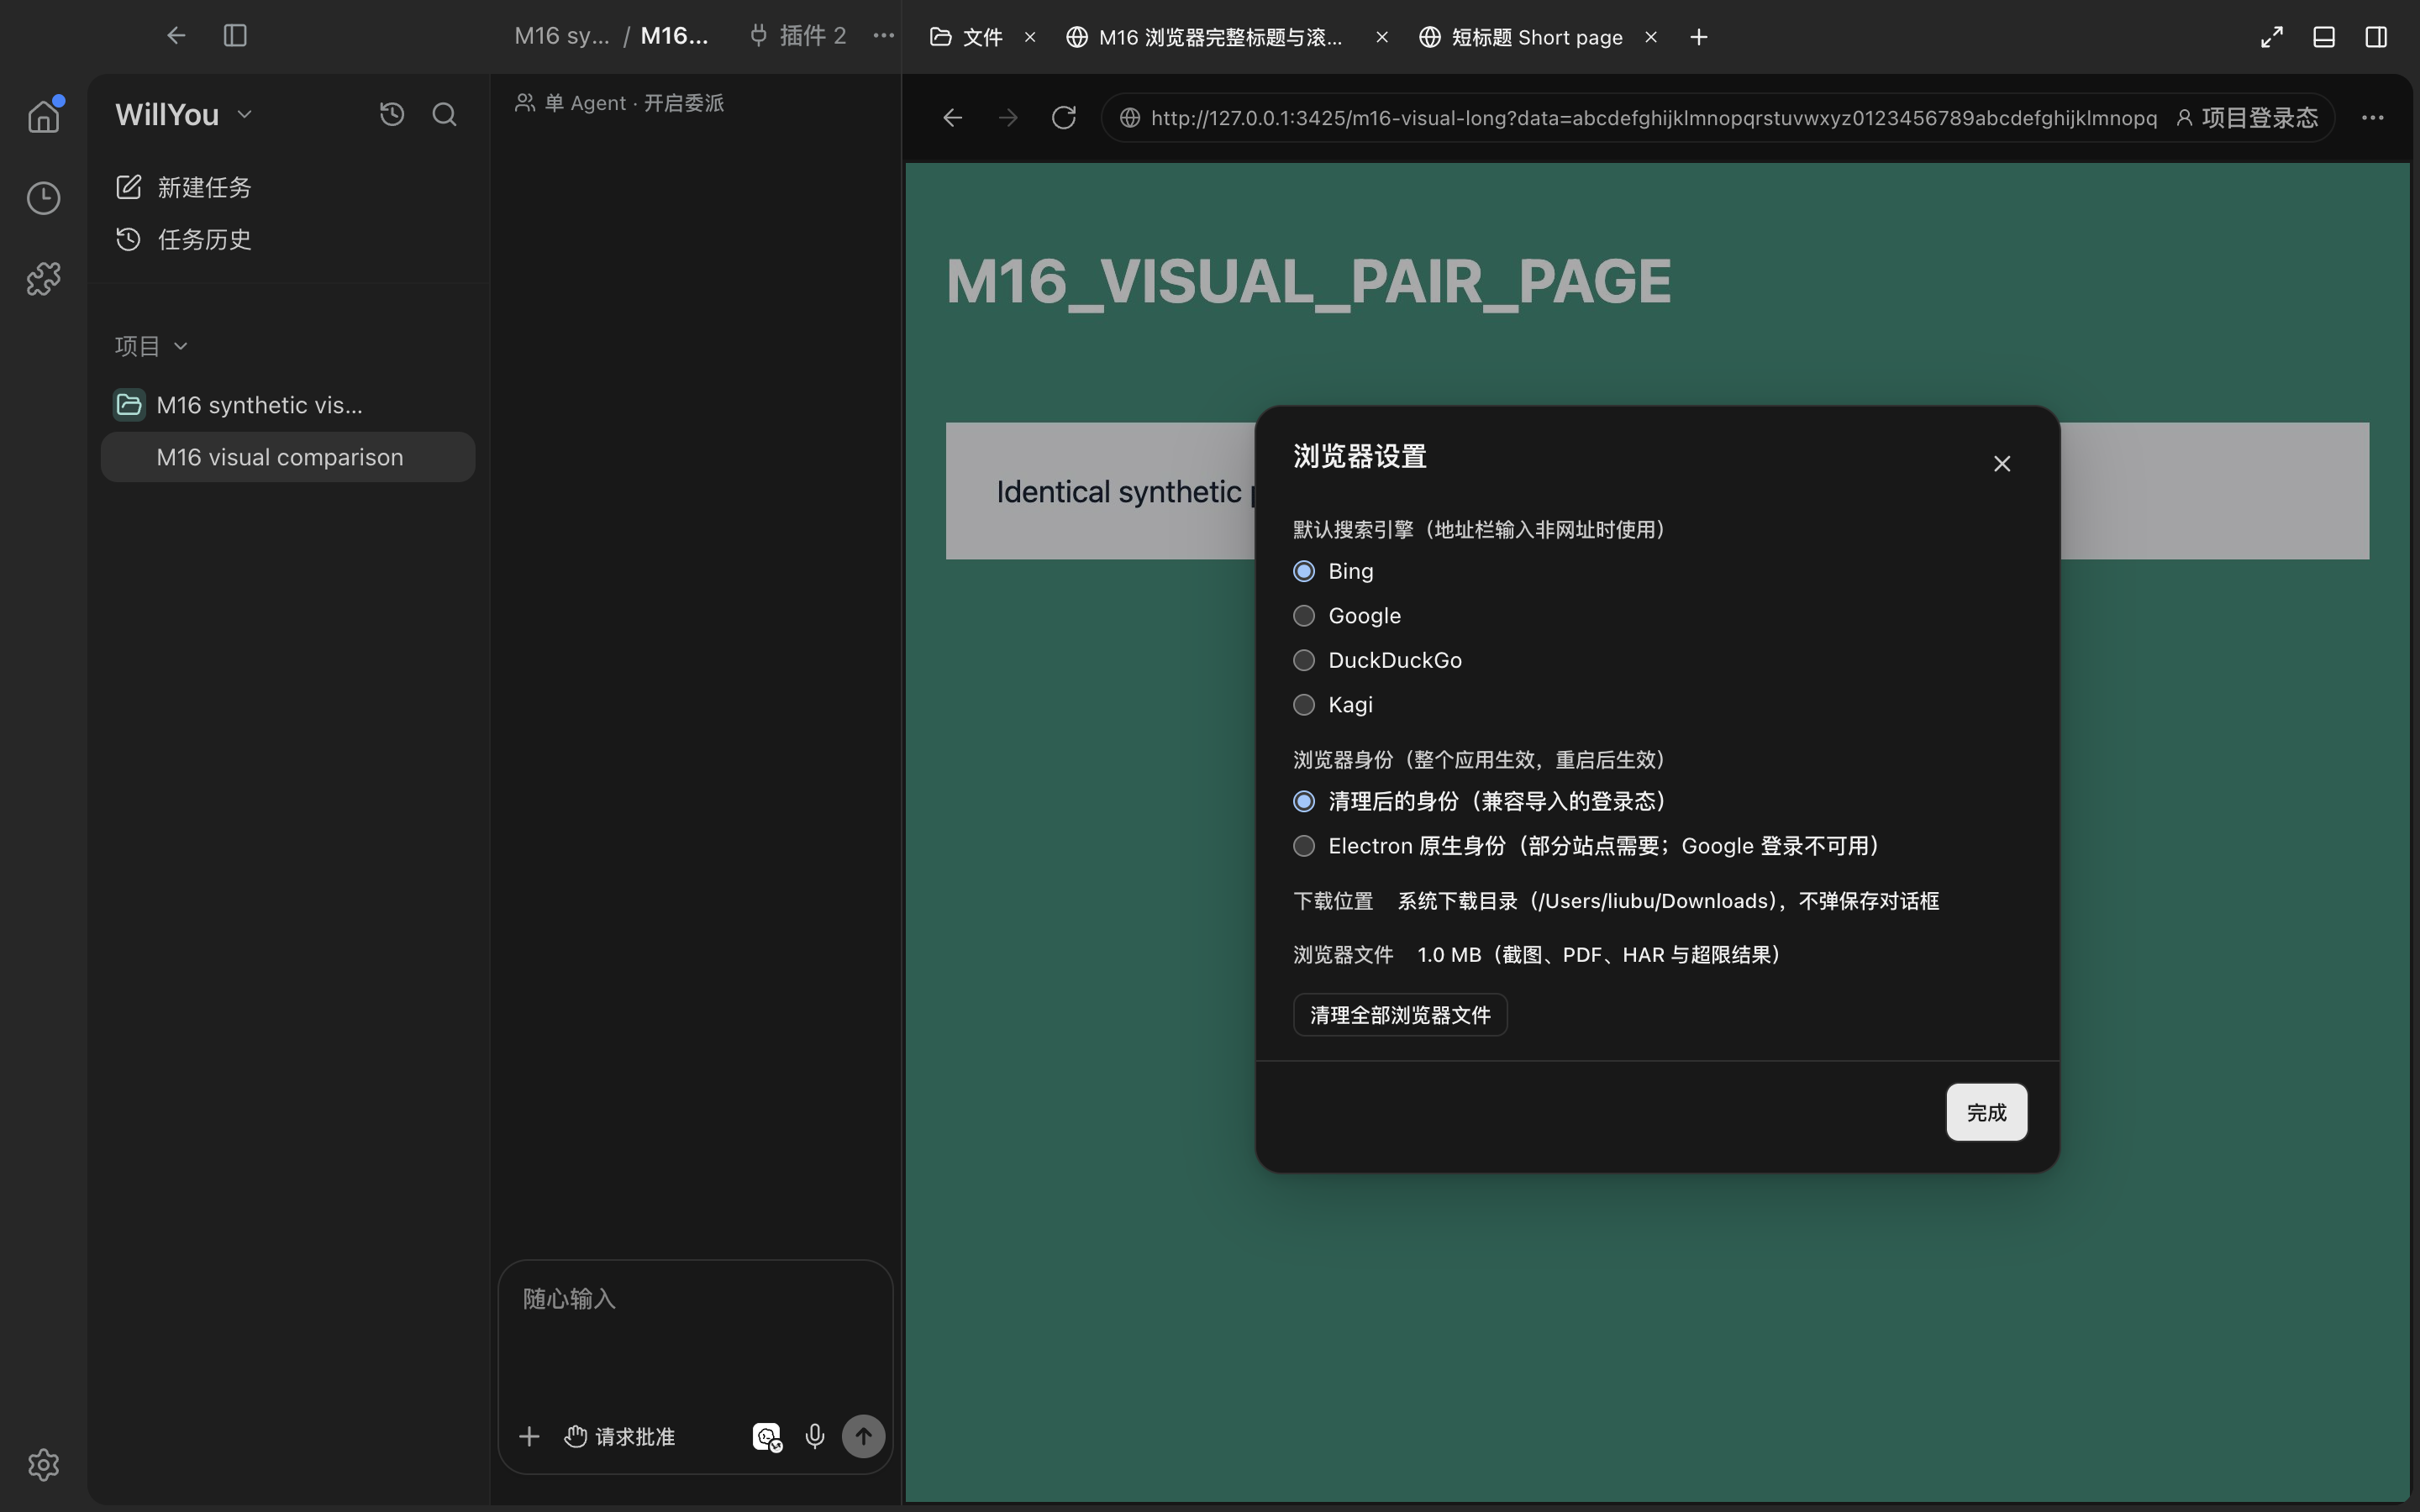 M16 sy... / M16...
插件 2
文件
M16 浏览器完整标题与滚...
短标题 Short page
WillYou
新建任务
任务历史
项目
M16 synthetic vis...
M16 visual comparison
单 Agent · 开启委派
随心输入
请求批准
http://127.0.0.1:3425/m16-visual-long?data=abcdefghijklmnopqrstuvwxyz0123456789abcdefghijklmnopq
项目登录态
M16_VISUAL_PAIR_PAGE
Identical synthetic
浏览器设置
默认搜索引擎（地址栏输入非网址时使用）
Bing
Google
DuckDuckGo
Kagi
浏览器身份（整个应用生效，重启后生效）
清理后的身份（兼容导入的登录态）
Electron 原生身份（部分站点需要；Google 登录不可用）
下载位置 系统下载目录（/Users/liubu/Downloads），不弹保存对话框
浏览器文件 1.0 MB（截图、PDF、HAR 与超限结果）
清理全部浏览器文件
完成